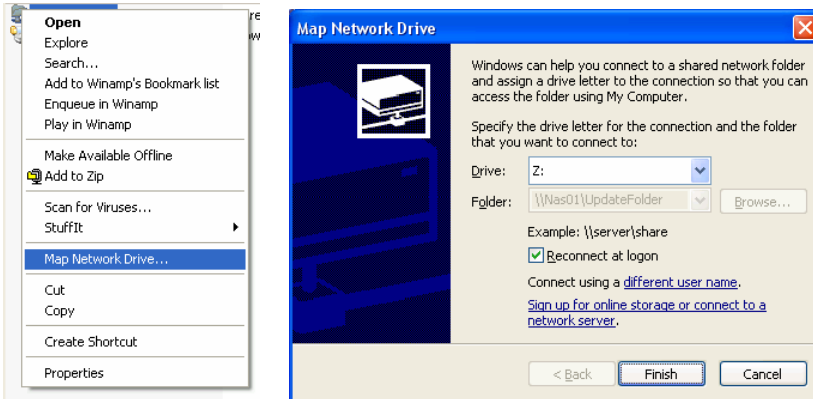 Open
Explore
Search...
Add to Winamp's Bookmark list
Enqueue in Winamp
Play in Winamp
Make Available Offline
Add to Zip
Scan for Viruses...
StuffIt
Map Network Drive...
Cut
Copy
Create Shortcut
Properties
Map Network Drive
Windows can help you connect to a shared network folder
and assign a drive letter to the connection so that you can
access the folder using My Computer.
Specify the drive letter for the connection and the folder
that you want to connect to:
Drive: Z:
Folder: \\Nas01\UpdateFolder Browse...
Example: \\server\share
Reconnect at logon
Connect using a different user name.
Sign up for online storage or connect to a
network server.
< Back Finish Cancel